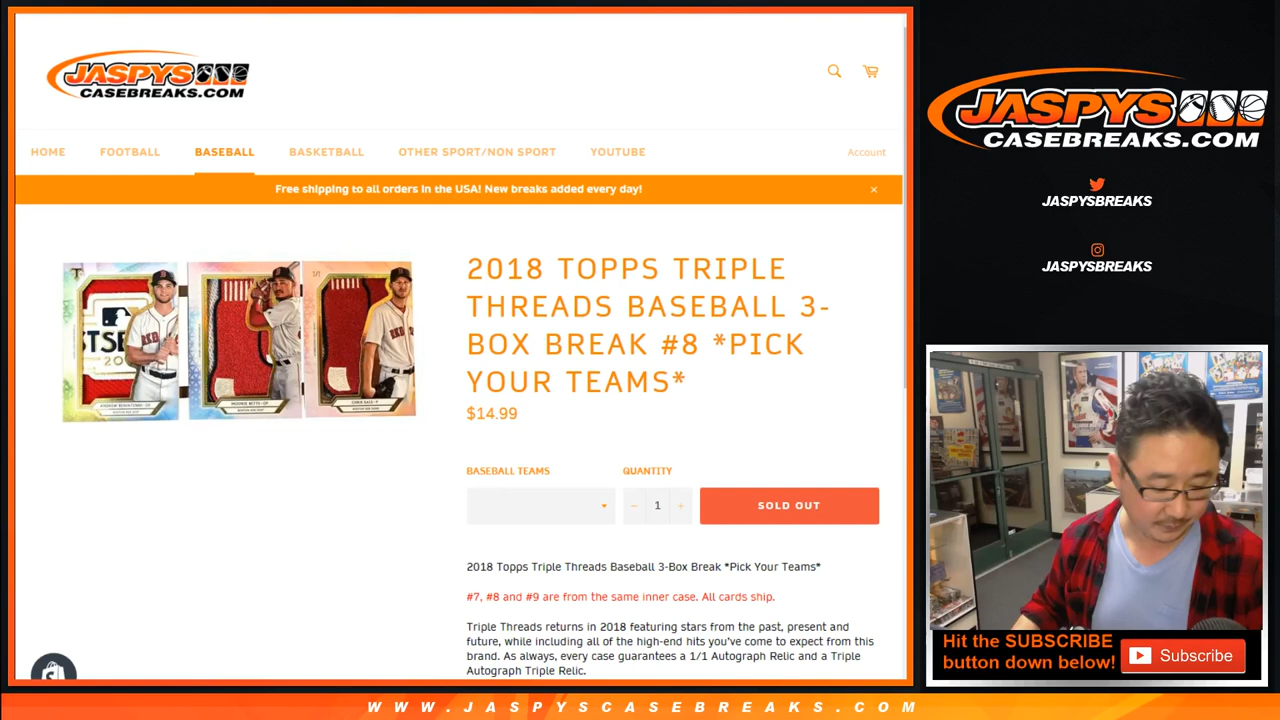 JASPYS
CASEBREAKS.COM
HOME
FOOTBALL
BASEBALL
BASKETBALL
OTHER SPORT/NON SPORT
YOUTUBE
Account
Free shipping to all orders in the USA! New breaks added every day!
×
2018 TOPPS TRIPLE
THREADS BASEBALL 3-
BOX BREAK #8 *PICK
YOUR TEAMS*
$14.99
BASEBALL TEAMS
QUANTITY
− 1 +
SOLD OUT
2018 Topps Triple Threads Baseball 3-Box Break *Pick Your Teams*
#7, #8 and #9 are from the same inner case. All cards ship.
Triple Threads returns in 2018 featuring stars from the past, present and
future, while including all of the high-end hits you've come to expect from this
brand. As always, every case guarantees a 1/1 Autograph Relic and a Triple
Autograph Triple Relic.
JASPYS
CASEBREAKS.COM
JASPYSBREAKS
JASPYSBREAKS
Hit the SUBSCRIBE
button down below!
Subscribe
WWW.JASPYSCASEBREAKS.COM